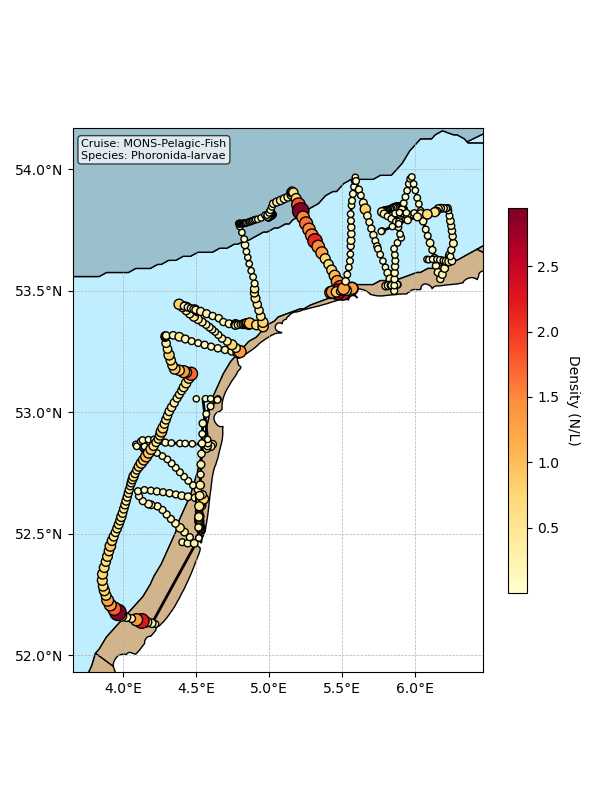 Cruise: MONS-Pelagic-Fish
Species: Phoronida-larvae
54.0°N
53.5°N
53.0°N
52.5°N
52.0°N
4.0°E 4.5°E 5.0°E 5.5°E 6.0°E
2.5
2.0
1.5
1.0
0.5
Density (N/L)